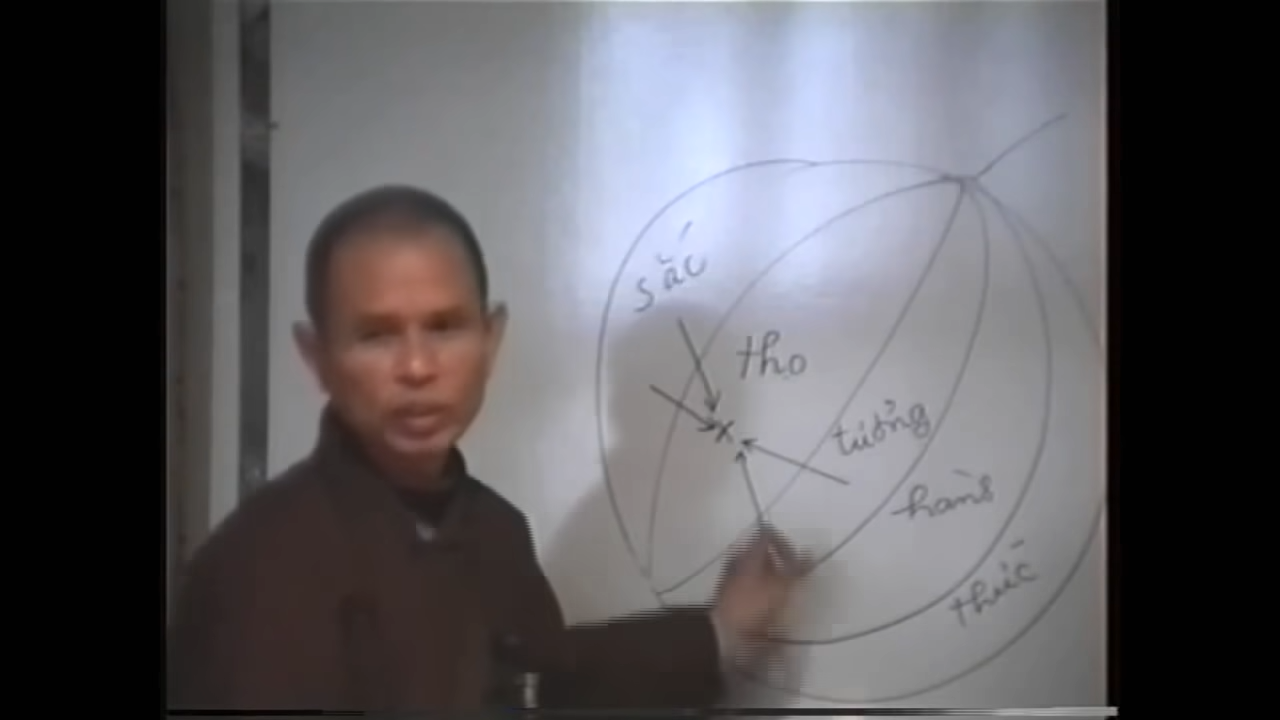 sắc
thọ
x
tưởng
hành
thức